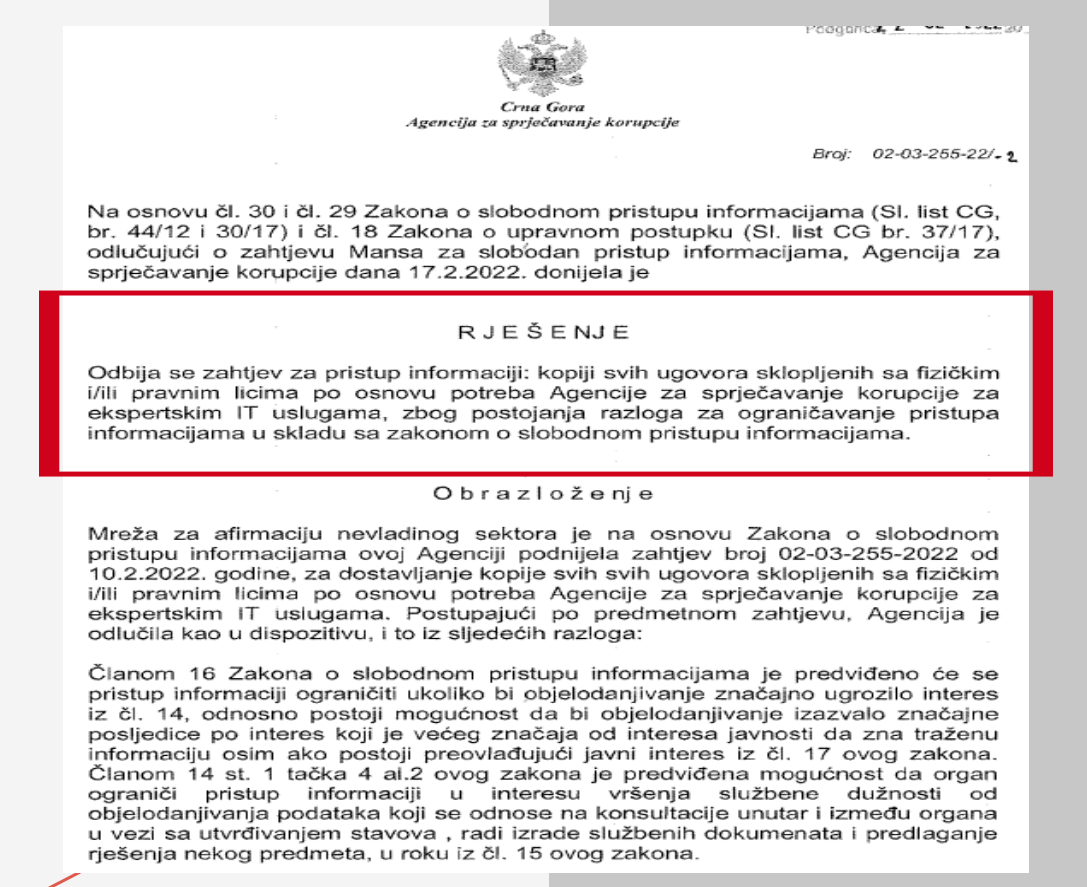 Crna Gora
Agencija za sprječavanje korupcije
Broj: 02-03-255-22/-2
Na osnovu čl. 30 i čl. 29 Zakona o slobodnom pristupu informacijama (Sl. list CG,
br. 44/12 i 30/17) i čl. 18 Zakona o upravnom postupku (Sl. list CG br. 37/17),
odlučujući o zahtjevu Mansa za slobodan pristup informacijama, Agencija za
sprječavanje korupcije dana 17.2.2022. donijela je
R J E Š E NJ E
Odbija se zahtjev za pristup informaciji: kopiji svih ugovora sklopljenih sa fizičkim
i/ili pravnim licima po osnovu potreba Agencije za sprječavanje korupcije za
ekspertskim IT uslugama, zbog postojanja razloga za ograničavanje pristupa
informacijama u skladu sa zakonom o slobodnom pristupu informacijama.
O b r a z l o ž e nj e
Mreža za afirmaciju nevladinog sektora je na osnovu Zakona o slobodnom
pristupu informacijama ovoj Agenciji podnijela zahtjev broj 02-03-255-2022 od
10.2.2022. godine, za dostavljanje kopije svih svih ugovora sklopljenih sa fizičkim
i/ili pravnim licima po osnovu potreba Agencije za sprječavanje korupcije za
ekspertskim IT uslugama. Postupajući po predmetnom zahtjevu, Agencija je
odlučila kao u dispozitivu, i to iz sljedećih razloga:
Članom 16 Zakona o slobodnom pristupu informacijama je predviđeno će se
pristup informaciji ograničiti ukoliko bi objelodanjivanje značajno ugrozilo interes
iz čl. 14, odnosno postoji mogućnost da bi objelodanjivanje izazvalo značajne
posljedice po interes koji je većeg značaja od interesa javnosti da zna traženu
informaciju osim ako postoji preovlađujući javni interes iz čl. 17 ovog zakona.
Članom 14 st. 1 tačka 4 al.2 ovog zakona je predviđena mogućnost da organ
ograniči pristup informaciji u interesu vršenja službene dužnosti od
objelodanjivanja podataka koji se odnose na konsultacije unutar i između organa
u vezi sa utvrđivanjem stavova , radi izrade službenih dokumenata i predlaganje
rješenja nekog predmeta, u roku iz čl. 15 ovog zakona.